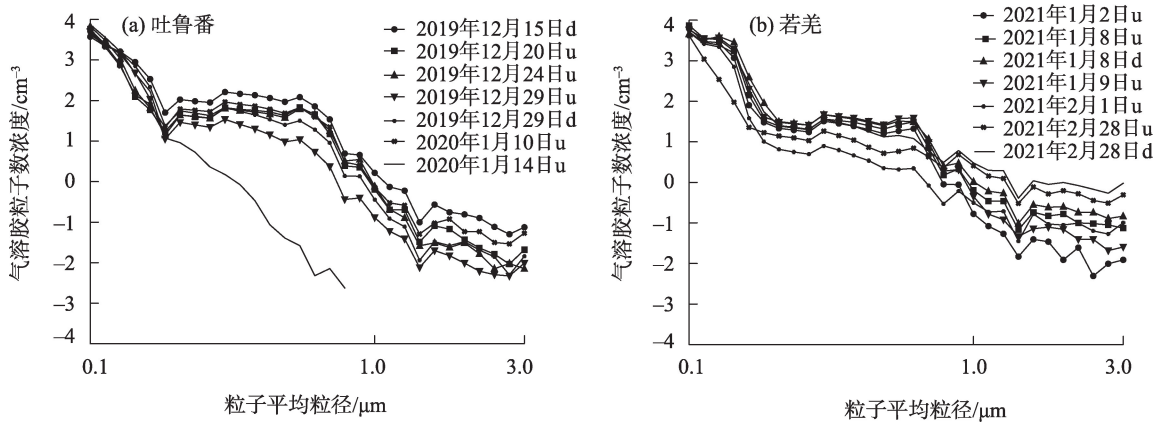 (a) 吐鲁番
2019年12月15日d
2019年12月20日u
2019年12月24日u
2019年12月29日u
2019年12月29日d
2020年1月10日u
2020年1月14日u
气溶胶粒子数浓度/cm⁻³
4
3
2
1
0
–1
–2
–3
–4
0.1
1.0
3.0
粒子平均粒径/μm
(b) 若羌
2021年1月2日u
2021年1月8日u
2021年1月8日d
2021年1月9日u
2021年2月1日u
2021年2月28日u
2021年2月28日d
气溶胶粒子数浓度/cm⁻³
4
3
2
1
0
–1
–2
–3
–4
0.1
1.0
3.0
粒子平均粒径/μm